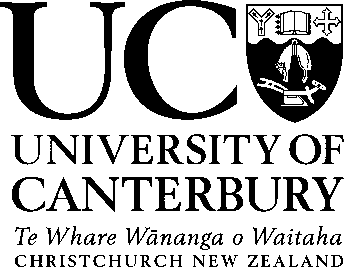 UC
UNIVERSITY OF
CANTERBURY
Te Whare Wānanga o Waitaha
CHRISTCHURCH NEW ZEALAND